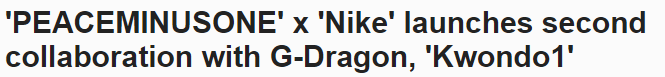 'PEACEMINUSONE' x 'Nike' launches second
collaboration with G-Dragon, 'Kwondo1'